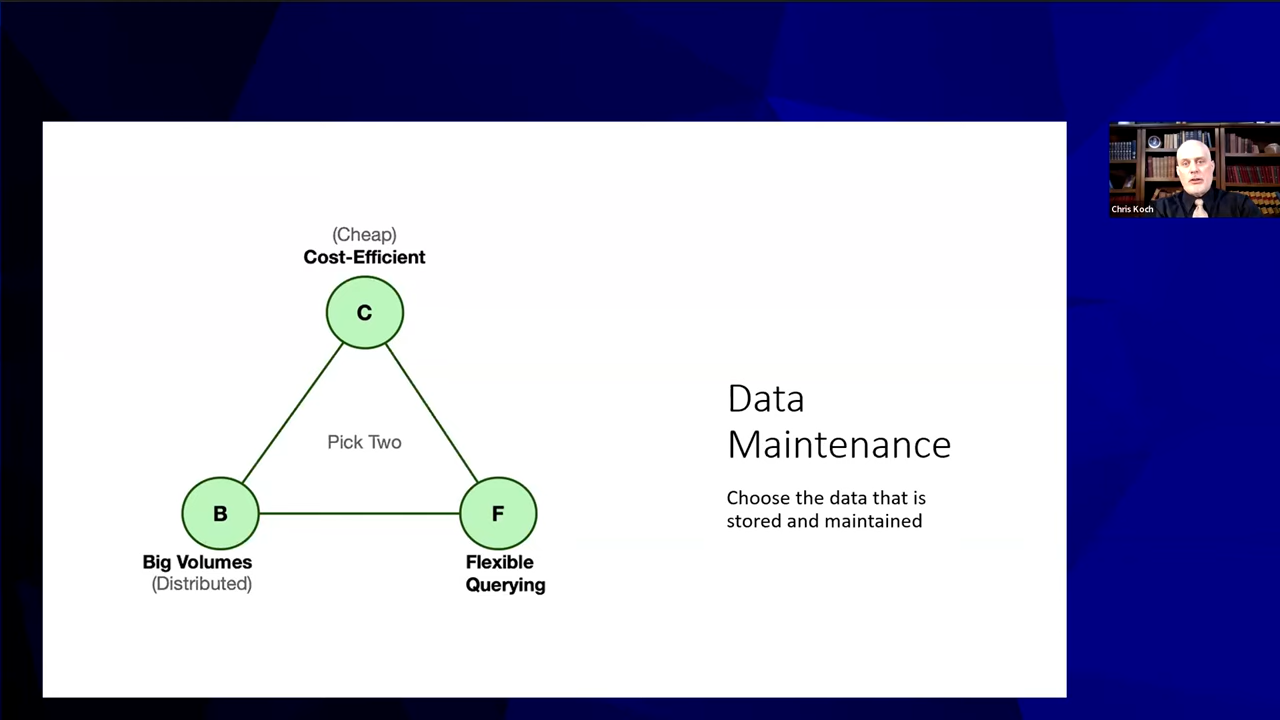 (Cheap)
Cost-Efficient
C
Pick Two
B
F
Big Volumes
(Distributed)
Flexible
Querying
Data
Maintenance
Choose the data that is
stored and maintained
Chris Koch